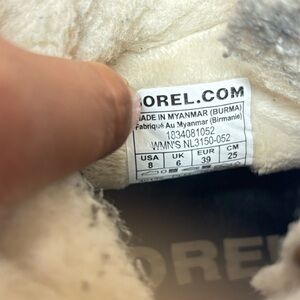 OREL.COM
MADE IN MYANMAR (BURMA)
Fabriqué Au Myanmar (Birmanie)
1834081052
WMN'S NL3150-052
USA UK EUR CM
8 6 39 25
OREL